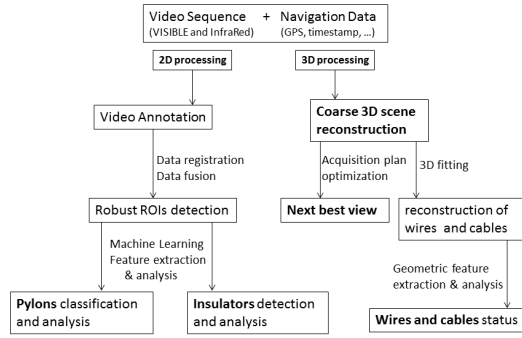 Video Sequence + Navigation Data
(VISIBLE and InfraRed) (GPS, timestamp, ...)
2D processing
3D processing
Video Annotation
Coarse 3D scene
reconstruction
Data registration
Data fusion
Acquisition plan
optimization
3D fitting
Robust ROIs detection
Next best view
reconstruction of
wires and cables
Machine Learning
Feature extraction
& analysis
Geometric feature
extraction & analysis
Pylons classification
and analysis
Insulators detection
and analysis
Wires and cables status